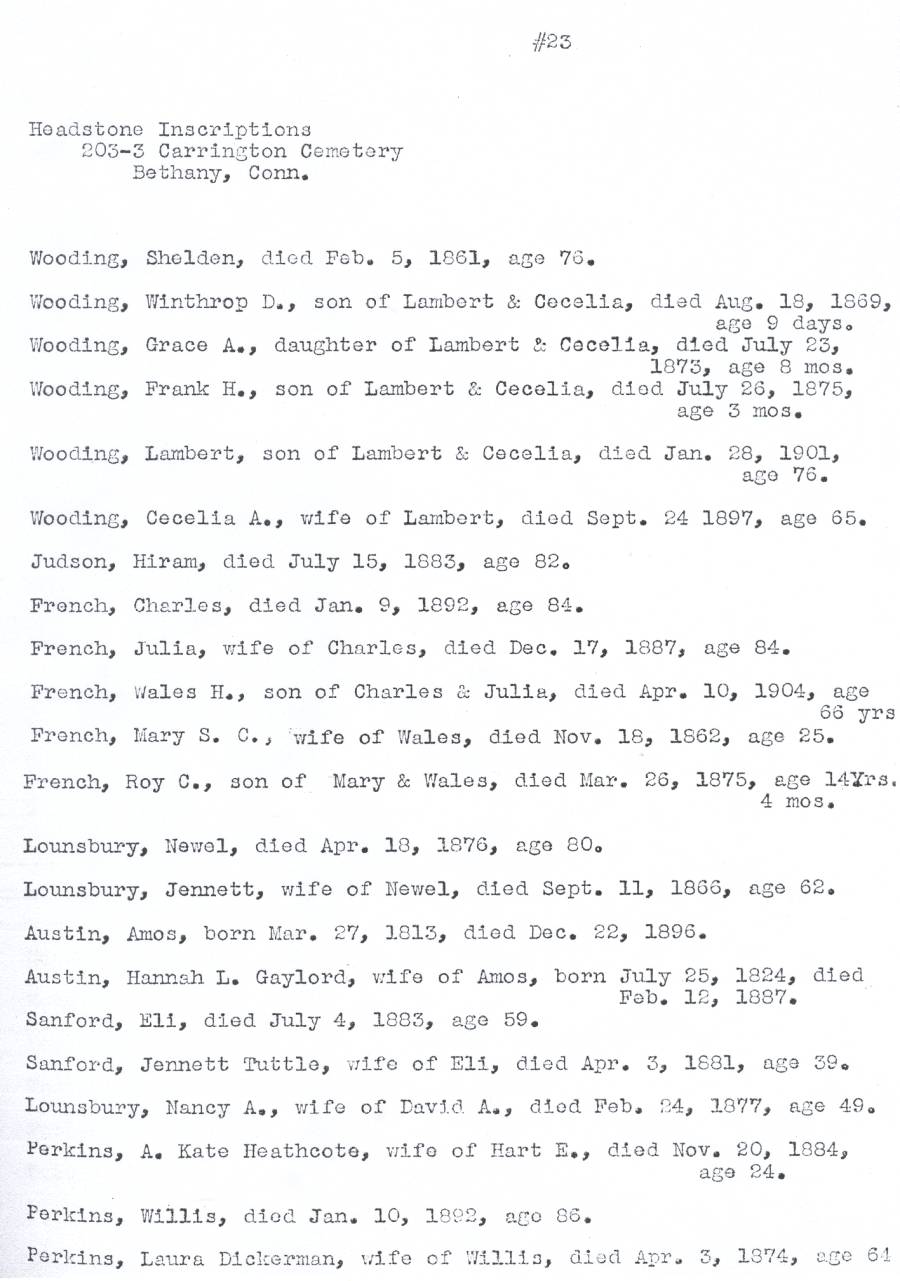 #23
Headstone Inscriptions
203-3 Carrington Cemetery
Bethany, Conn.
Wooding, Shelden, died Feb. 5, 1861, age 76.
Wooding, Winthrop D., son of Lambert & Cecelia, died Aug. 18, 1869,
age 9 days.
Wooding, Grace A., daughter of Lambert & Cecelia, died July 23,
1873, age 8 mos.
Wooding, Frank H., son of Lambert & Cecelia, died July 26, 1875,
age 3 mos.
Wooding, Lambert, son of Lambert & Cecelia, died Jan. 28, 1901,
age 76.
Wooding, Cecelia A., wife of Lambert, died Sept. 24 1897, age 65.
Judson, Hiram, died July 15, 1883, age 82.
French, Charles, died Jan. 9, 1892, age 84.
French, Julia, wife of Charles, died Dec. 17, 1887, age 84.
French, Wales H., son of Charles & Julia, died Apr. 10, 1904, age
66 yrs
French, Mary S. C., wife of Wales, died Nov. 18, 1862, age 25.
French, Roy C., son of Mary & Wales, died Mar. 26, 1875, age 14Yrs.
4 mos.
Lounsbury, Newel, died Apr. 18, 1876, age 80.
Lounsbury, Jennett, wife of Newel, died Sept. 11, 1866, age 62.
Austin, Amos, born Mar. 27, 1813, died Dec. 22, 1896.
Austin, Hannah L. Gaylord, wife of Amos, born July 25, 1824, died
Feb. 12, 1887.
Sanford, Eli, died July 4, 1883, age 59.
Sanford, Jennett Tuttle, wife of Eli, died Apr. 3, 1881, age 39.
Lounsbury, Nancy A., wife of David A., died Feb. 24, 1877, age 49.
Perkins, A. Kate Heathcote, wife of Hart E., died Nov. 20, 1884,
age 24.
Perkins, Willis, died Jan. 10, 1892, age 86.
Perkins, Laura Dickerman, wife of Willis, died Apr. 3, 1874, age 64